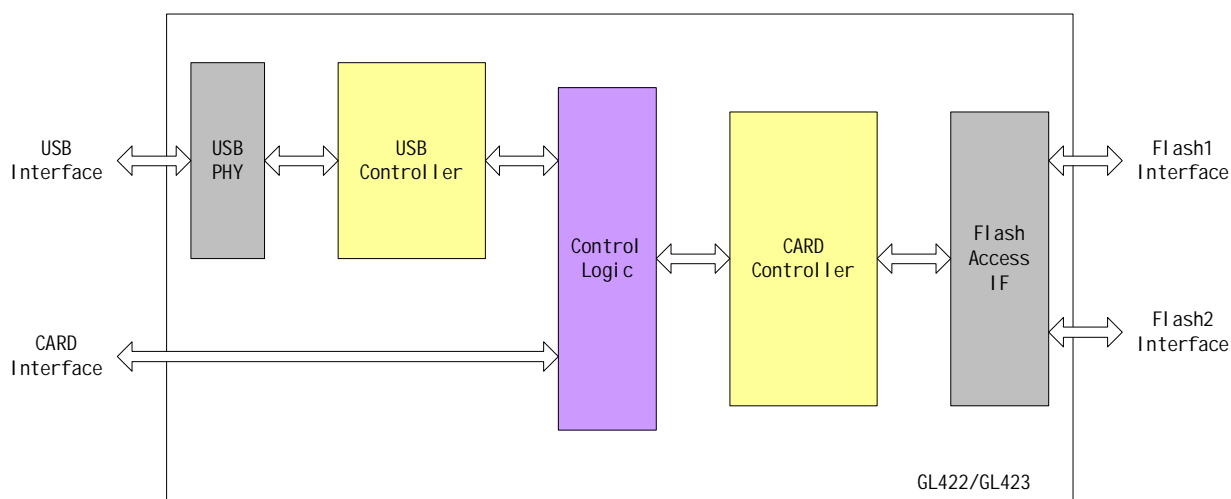 USB
Interface
USB
PHY
USB
Controller
Flash1
Interface
Control
Logic
CARD
Controller
Flash
Access
IF
CARD
Interface
Flash2
Interface
GL422/GL423